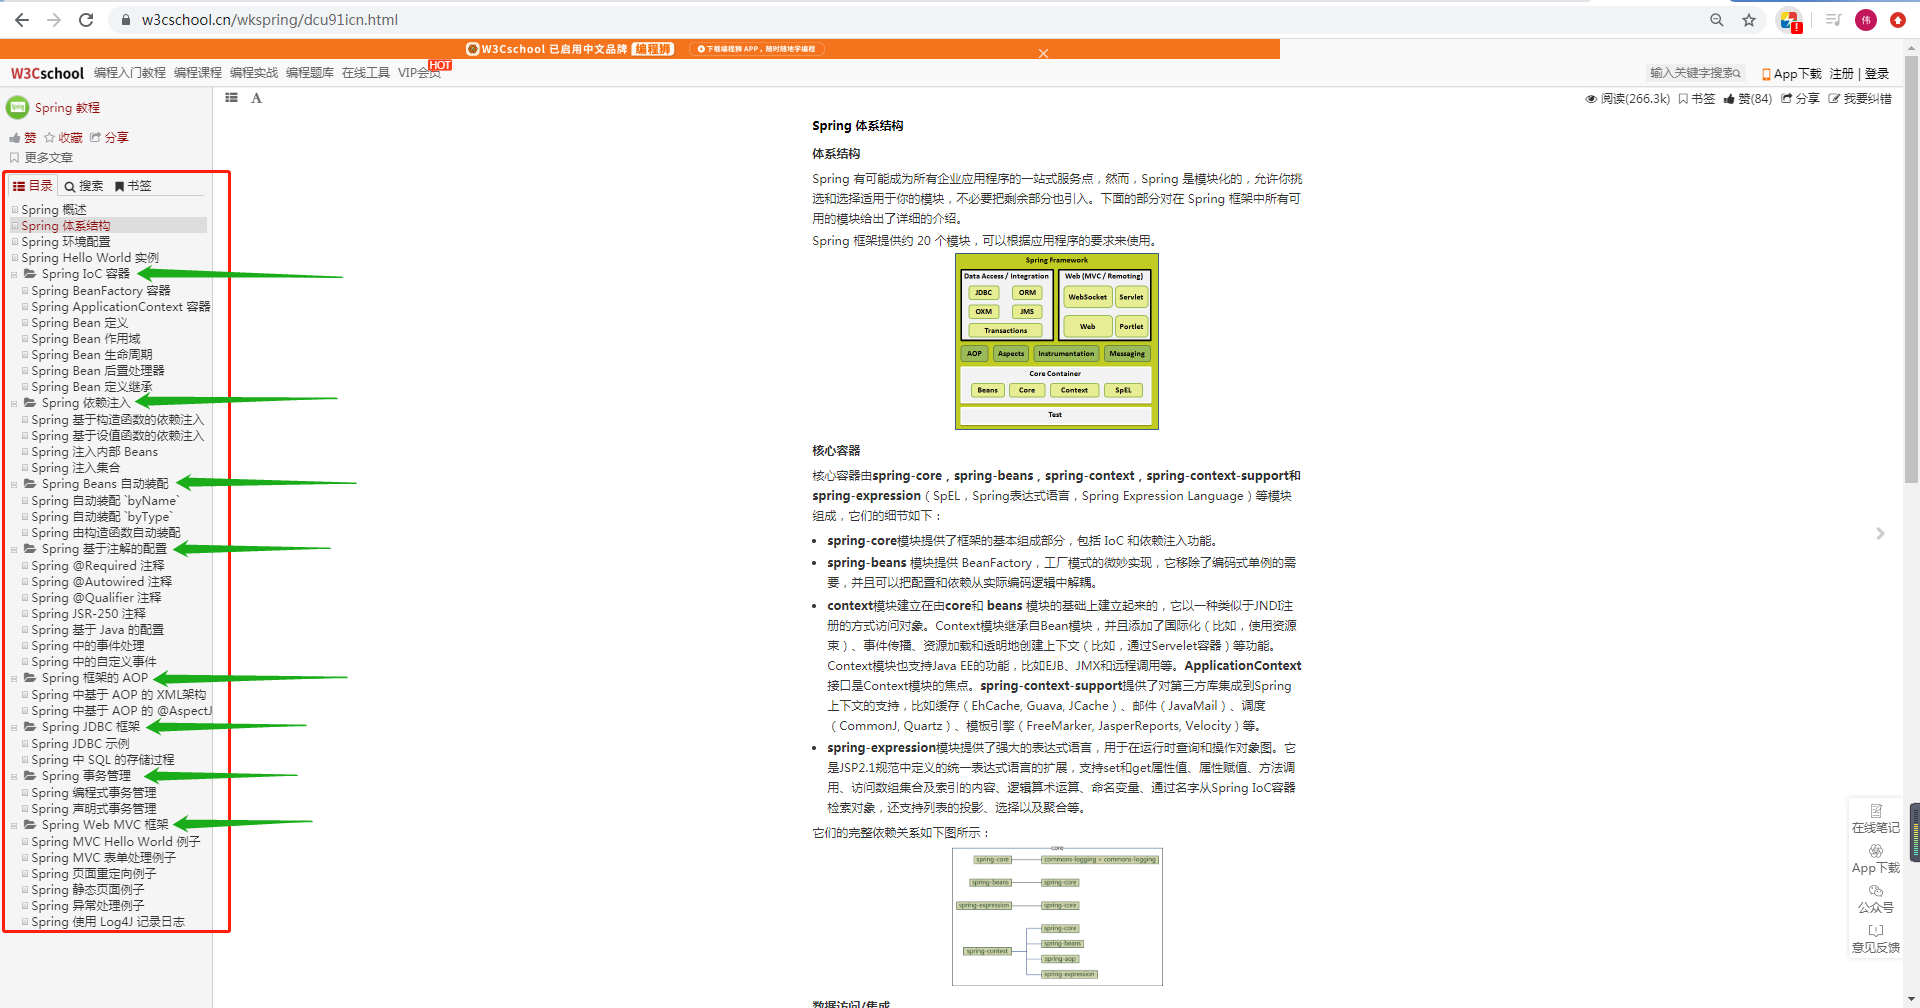 w3cschool.cn/wkspring/dcu91icn.html
伟
W3Cschool 已启用中文品牌 编程狮
下载编程狮 APP，随时随地学编程
W3Cschool 编程入门教程 编程课程 编程实战 编程题库 在线工具 VIP会员 HOT
输入关键字搜索 App下载 注册 | 登录
Spring 教程
赞 收藏 分享
更多文章
目录 搜索 书签
Spring 概述
Spring 体系结构
Spring 环境配置
Spring Hello World 实例
Spring IoC 容器
Spring BeanFactory 容器
Spring ApplicationContext 容器
Spring Bean 定义
Spring Bean 作用域
Spring Bean 生命周期
Spring Bean 后置处理器
Spring Bean 定义继承
Spring 依赖注入
Spring 基于构造函数的依赖注入
Spring 基于设值函数的依赖注入
Spring 注入内部 Beans
Spring 注入集合
Spring Beans 自动装配
Spring 自动装配 `byName`
Spring 自动装配 `byType`
Spring 由构造函数自动装配
Spring 基于注解的配置
Spring @Required 注释
Spring @Autowired 注释
Spring @Qualifier 注释
Spring JSR-250 注释
Spring 基于 Java 的配置
Spring 中的事件处理
Spring 中的自定义事件
Spring 框架的 AOP
Spring 中基于 AOP 的 XML架构
Spring 中基于 AOP 的 @AspectJ
Spring JDBC 框架
Spring JDBC 示例
Spring 中 SQL 的存储过程
Spring 事务管理
Spring 编程式事务管理
Spring 声明式事务管理
Spring Web MVC 框架
Spring MVC Hello World 例子
Spring MVC 表单处理例子
Spring 页面重定向例子
Spring 静态页面例子
Spring 异常处理例子
Spring 使用 Log4J 记录日志
A
阅读(266.3k) 书签 赞(84) 分享 我要纠错
Spring 体系结构
体系结构
Spring 有可能成为所有企业应用程序的一站式服务点，然而，Spring 是模块化的，允许你挑
选和选择适用于你的模块，不必要把剩余部分也引入。下面的部分对在 Spring 框架中所有可
用的模块给出了详细的介绍。
Spring 框架提供约 20 个模块，可以根据应用程序的要求来使用。
Spring Framework
Data Access / Integration
JDBC ORM
OXM JMS
Transactions
Web (MVC / Remoting)
WebSocket Servlet
Web Portlet
AOP Aspects Instrumentation Messaging
Core Container
Beans Core Context SpEL
Test
核心容器
核心容器由spring-core，spring-beans，spring-context，spring-context-support和
spring-expression（SpEL，Spring表达式语言，Spring Expression Language）等模块
组成，它们的细节如下：
spring-core模块提供了框架的基本组成部分，包括 IoC 和依赖注入功能。
spring-beans 模块提供 BeanFactory，工厂模式的微妙实现，它移除了编码式单例的需
要，并且可以把配置和依赖从实际编码逻辑中解耦。
context模块建立在由core和 beans 模块的基础上建立起来的，它以一种类似于JNDI注
册的方式访问对象。Context模块继承自Bean模块，并且添加了国际化（比如，使用资源
束）、事件传播、资源加载和透明地创建上下文（比如，通过Servelet容器）等功能。
Context模块也支持Java EE的功能，比如EJB、JMX和远程调用等。ApplicationContext
接口是Context模块的焦点。spring-context-support提供了对第三方库集成到Spring
上下文的支持，比如缓存（EhCache, Guava, JCache）、邮件（JavaMail）、调度
（CommonJ, Quartz）、模板引擎（FreeMarker, JasperReports, Velocity）等。
spring-expression模块提供了强大的表达式语言，用于在运行时查询和操作对象图。它
是JSP2.1规范中定义的统一表达式语言的扩展，支持set和get属性值、属性赋值、方法调
用、访问数组集合及索引的内容、逻辑算术运算、命名变量、通过名字从Spring IoC容器
检索对象，还支持列表的投影、选择以及聚合等。
它们的完整依赖关系如下图所示：
core
spring-core commons-logging > commons-logging
spring-beans spring-core
spring-expression spring-core
spring-context
spring-core
spring-beans
spring-aop
spring-expression
数据访问/集成
在线笔记
App下载
公众号
意见反馈